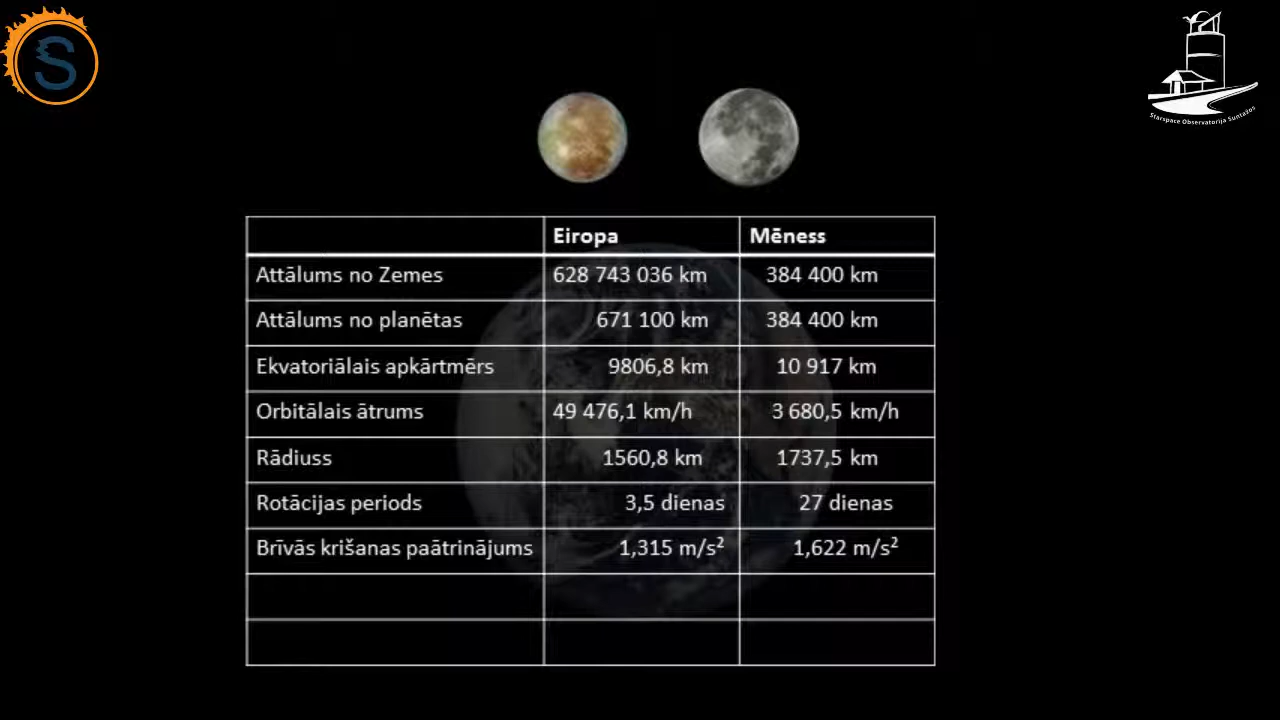 S
Starspace Observatorija Suntažos
Eiropa Mēness
Attālums no Zemes 628 743 036 km 384 400 km
Attālums no planētas 671 100 km 384 400 km
Ekvatoriālais apkārtmērs 9806,8 km 10 917 km
Orbitālais ātrums 49 476,1 km/h 3 680,5 km/h
Rādiuss 1560,8 km 1737,5 km
Rotācijas periods 3,5 dienas 27 dienas
Brīvās krišanas paātrinājums 1,315 m/s² 1,622 m/s²